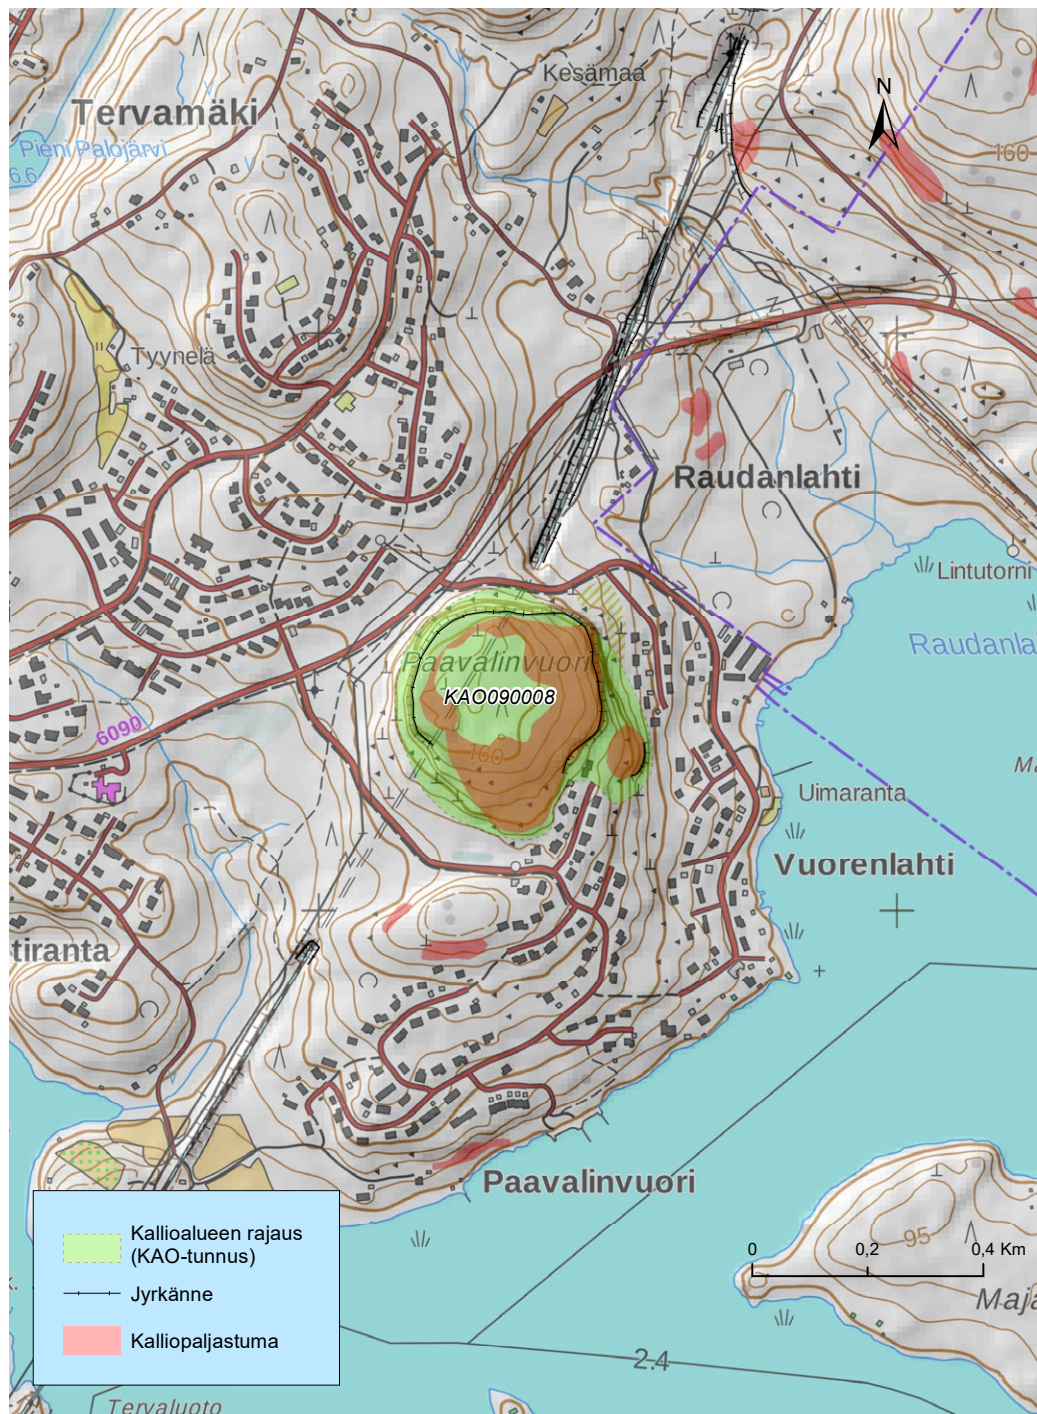 Kesämaa
N
Tervamäki
Pieni Palojärvi
6.6
160
Tyynelä
Raudanlahti
Lintutorni
Raudanla
Paavalinvuori
KAO090008
6090
160
Ma
Uimaranta
Vuorenlahti
tiranta
Paavalinvuori
Kallioalueen rajaus
(KAO-tunnus)
95
0 0,2 0,4 Km
Jyrkänne
Maja
Kalliopaljastuma
2.4
Tervaluoto